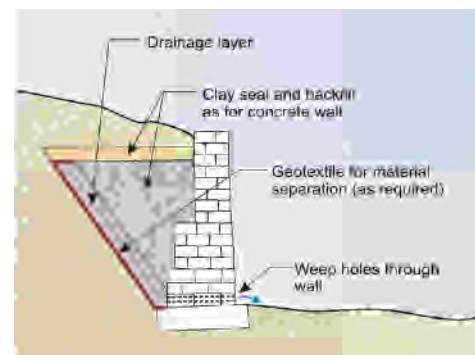 Drainage layer
Clay seal and backfill
as for concrete wall
Geotextile for material
separation (as required)
Weep holes through
wall